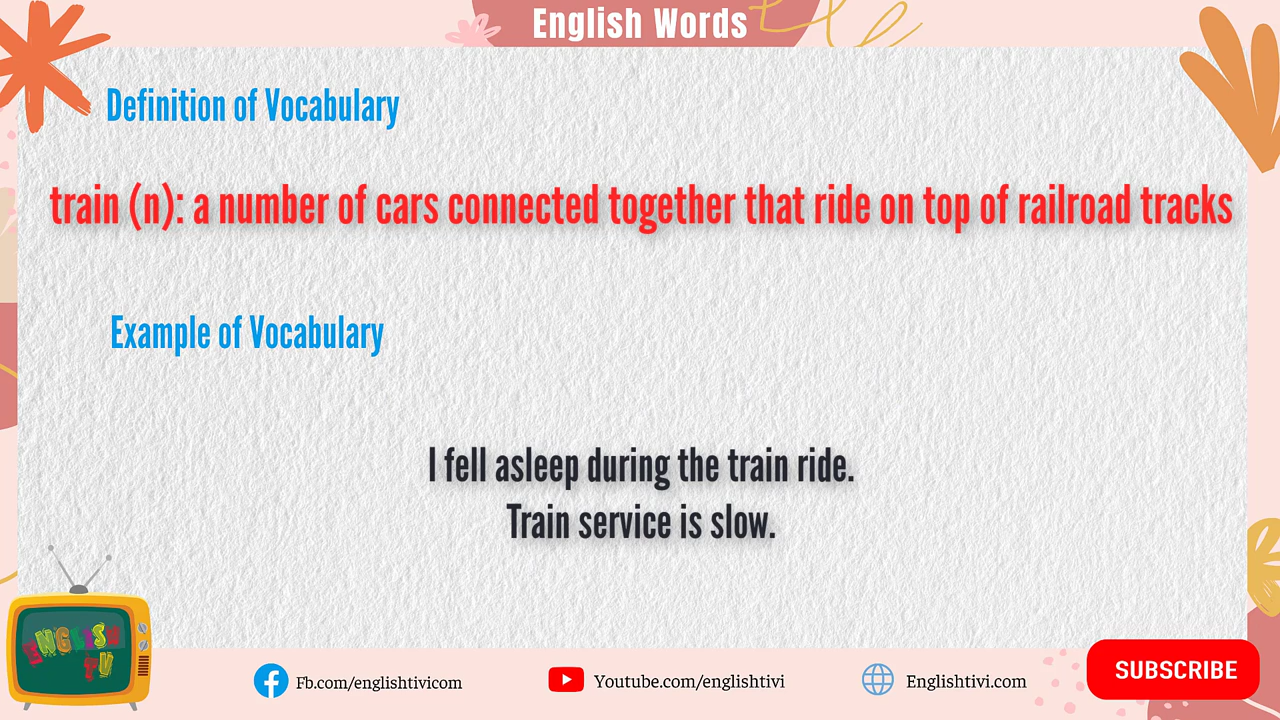 English Words
Definition of Vocabulary
train (n): a number of cars connected together that ride on top of railroad tracks
Example of Vocabulary
I fell asleep during the train ride.
Train service is slow.
ENGLISH
TV
Fb.com/englishtivicom
Youtube.com/englishtivi
Englishtivi.com
SUBSCRIBE